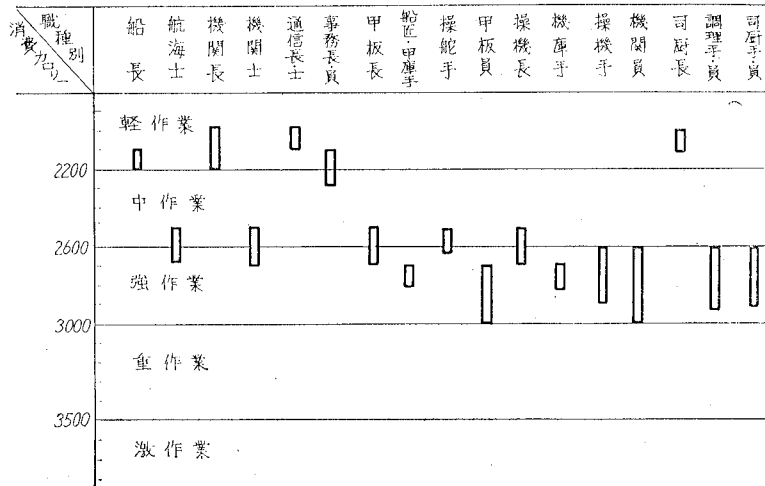 職種別
消費カロリー
船長
航海士
機関長
機関士
通信長・士
事務長・員
甲板長
船匠・甲庫手
操舵手
甲板員
操機長
機庫手
操機手
機関員
司厨長
調理手・員
司厨手・員
軽作業
2200
中作業
2600
強作業
3000
重作業
3500
激作業